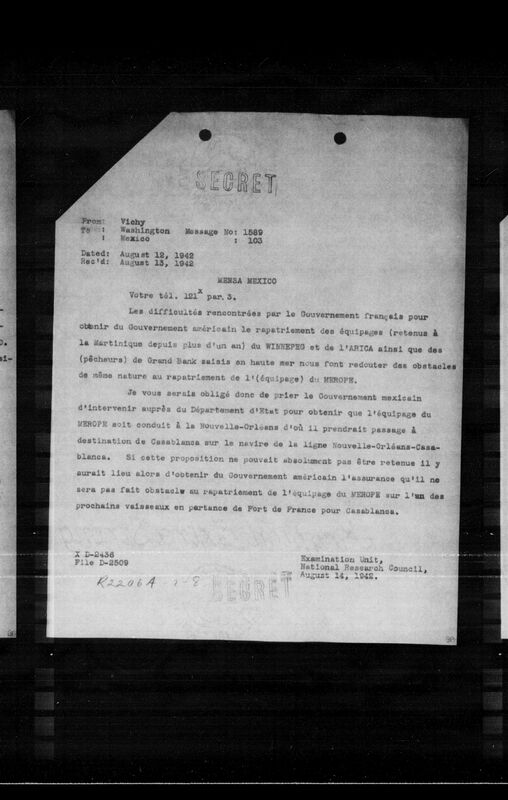 SECRET
From: Vichy
To : Washington Message No: 1589
: Mexico : 103
Dated: August 12, 1942
Rec'd: August 13, 1942
MENSA MEXICO
Votre tél. 121x par. 3.
Les difficultés rencontrées par le Gouvernement français pour
obtenir du Gouvernement américain le rapatriement des équipages (retenus à
la Martinique depuis plus d'un an) du WINNEPEG et de l'ARICA ainsi que des
(pêcheurs) de Grand Bank saisis en haute mer nous font redouter des obstacles
de même nature au rapatriement de l'(équipage) du MEROPE.
Je vous serais obligé donc de prier le Gouvernement mexicain
d'intervenir auprès du Département d'Etat pour obtenir que l'équipage du
MEROPE soit conduit à la Nouvelle-Orléans d'où il prendrait passage à
destination de Casablanca sur le navire de la ligne Nouvelle-Orléans-Casa-
blanca. Si cette proposition ne pouvait absolument pas être retenue il y
aurait lieu alors d'obtenir du Gouvernement américain l'assurance qu'il ne
sera pas fait obstacle au rapatriement de l'équipage du MEROPE sur l'un des
prochains vaisseaux en partance de Fort de France pour Casablanca.
X D-2436
File D-2509
Examination Unit,
National Research Council,
August 14, 1942.
R2206A
SECRET